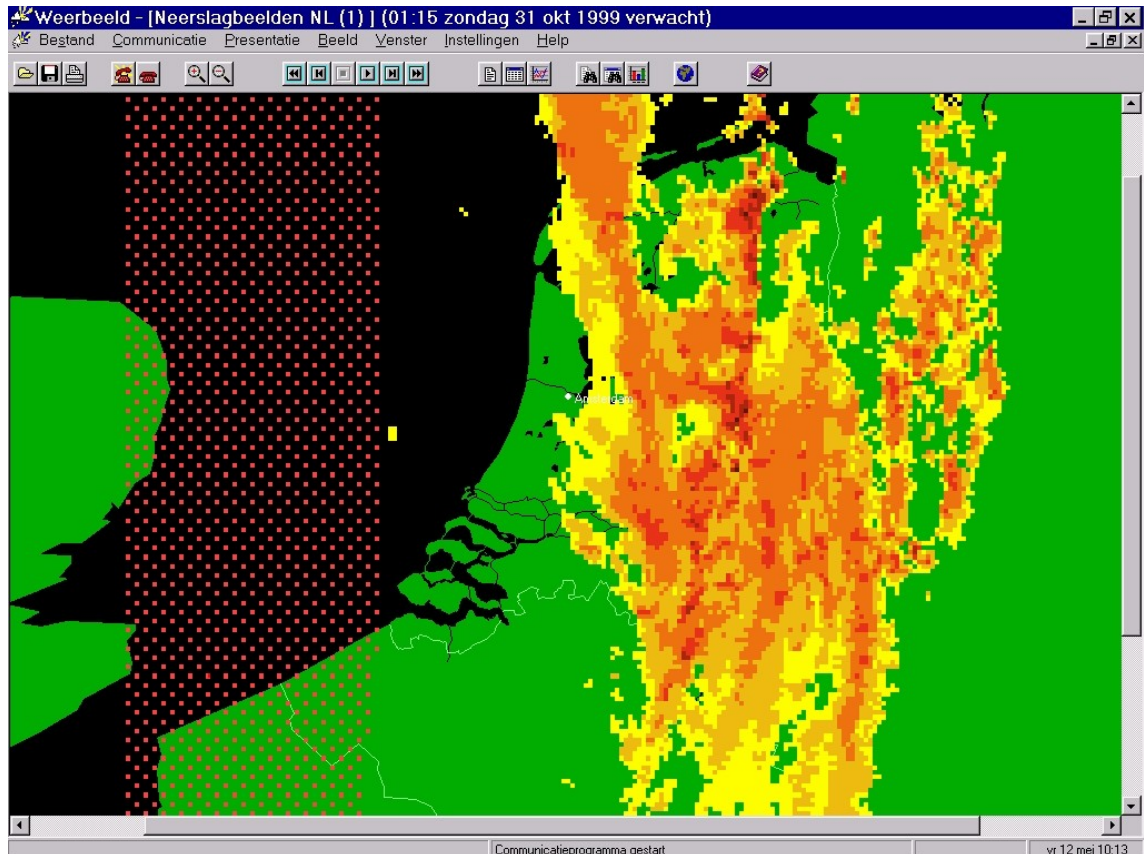 Weerbeeld - [Neerslagbeelden NL (1) ] (01:15 zondag 31 okt 1999 verwacht)
Bestand Communicatie Presentatie Beeld Venster Instellingen Help
Amsterdam
Communicatieprogramma gestart vr 12 mei 10:13